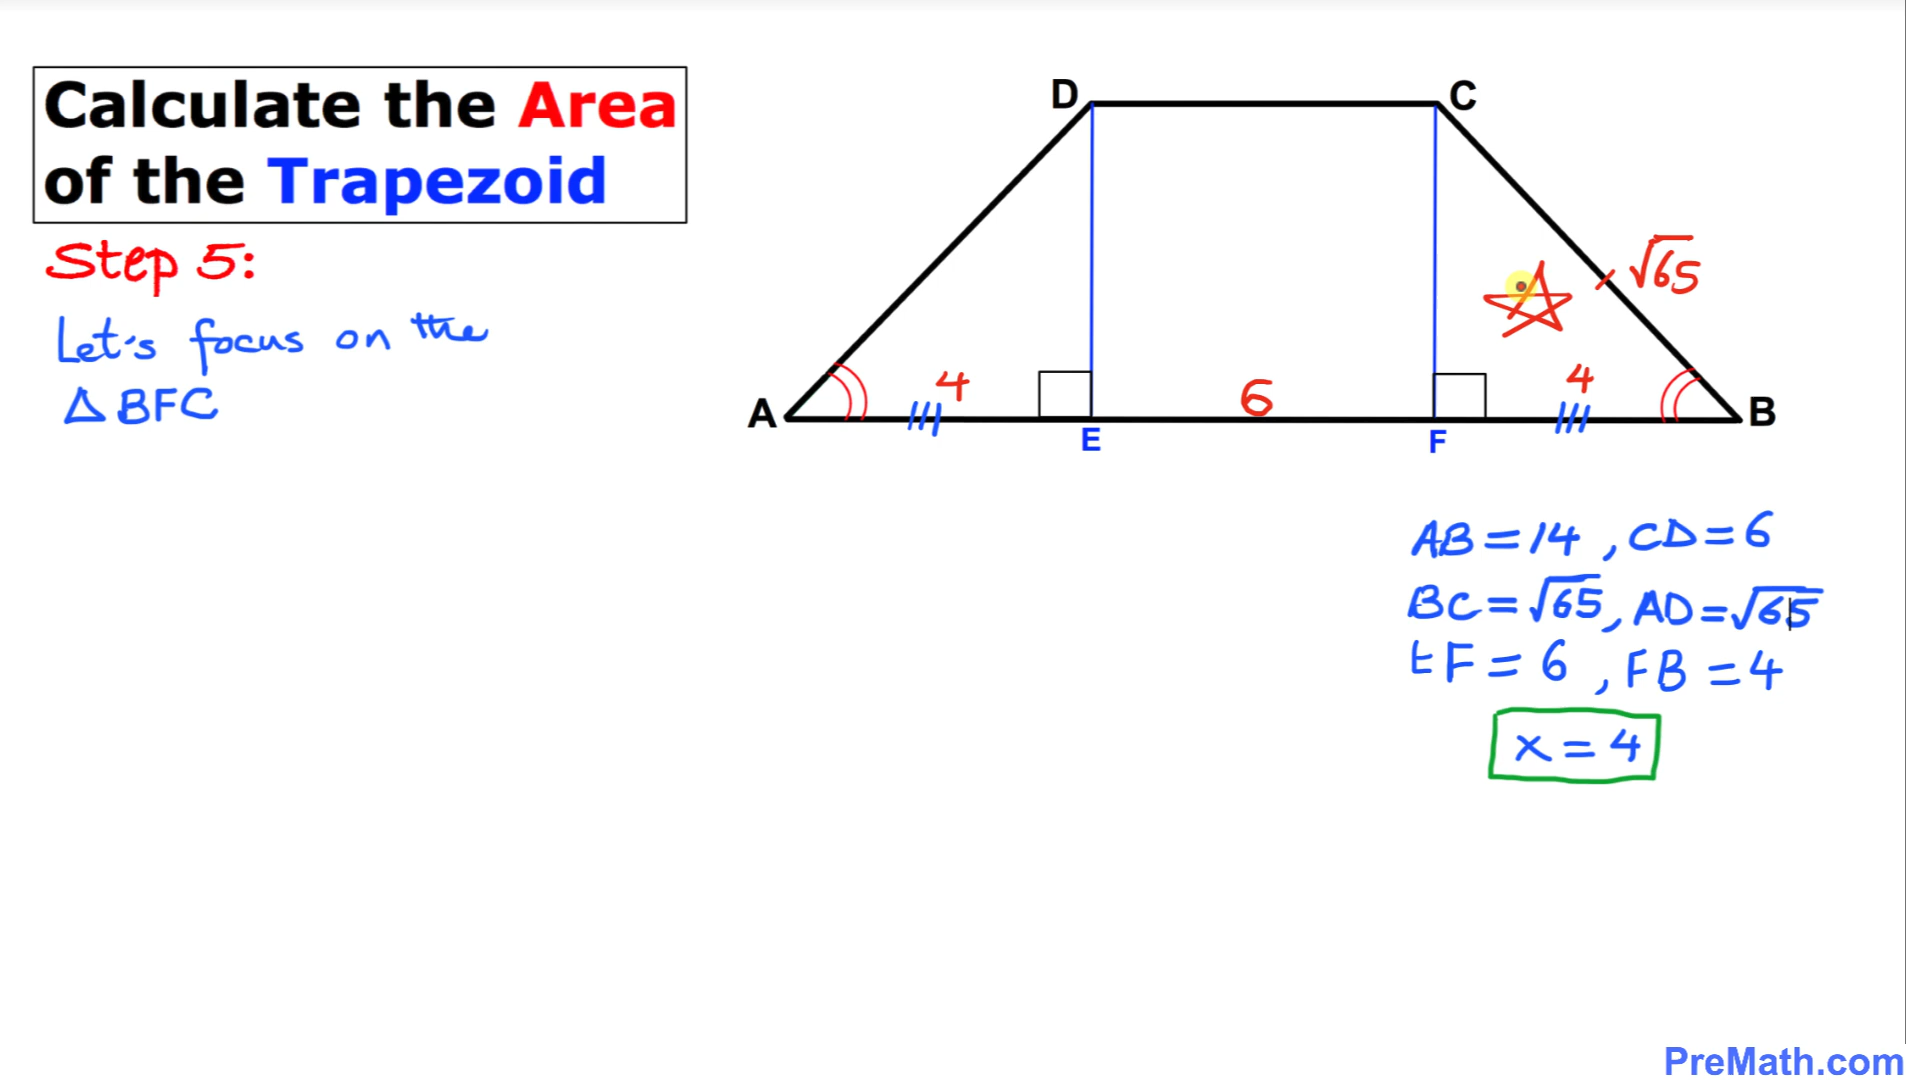 Calculate the Area
of the Trapezoid
Step 5:
Let's focus on the
△ BFC
D
C
√65
4
6
4
A
B
E
F
AB = 14 , CD = 6
BC = √65, AD = √65
EF = 6 , FB = 4
x = 4
PreMath.com